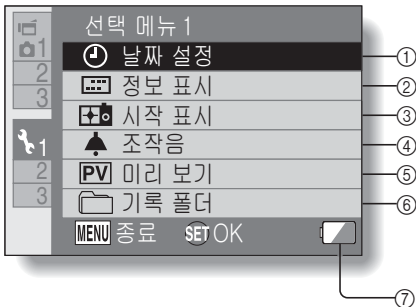 선택 메뉴 1
1
2
3
1
2
3
날짜 설정 ①
정보 표시 ②
시작 표시 ③
조작음 ④
PV 미리 보기 ⑤
기록 폴더 ⑥
MENU 종료 SET OK
⑦